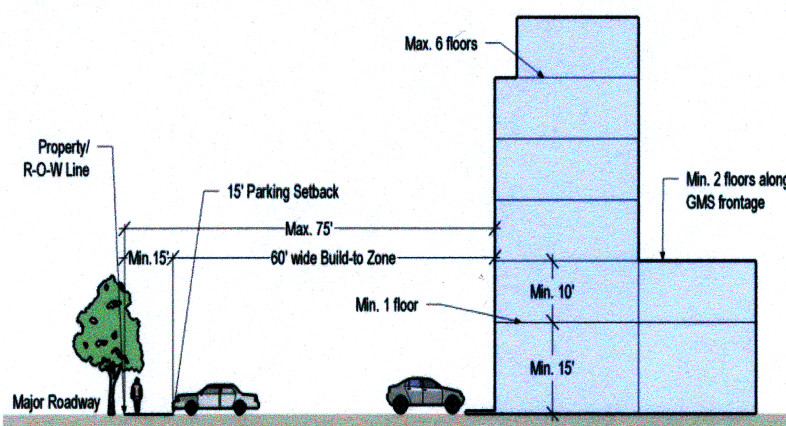 Max. 6 floors
Property/
R-O-W Line
15' Parking Setback
Min. 2 floors along
GMS frontage
Max. 75'
Min.15'
60' wide Build-to Zone
Min. 10'
Min. 1 floor
Min. 15'
Major Roadway